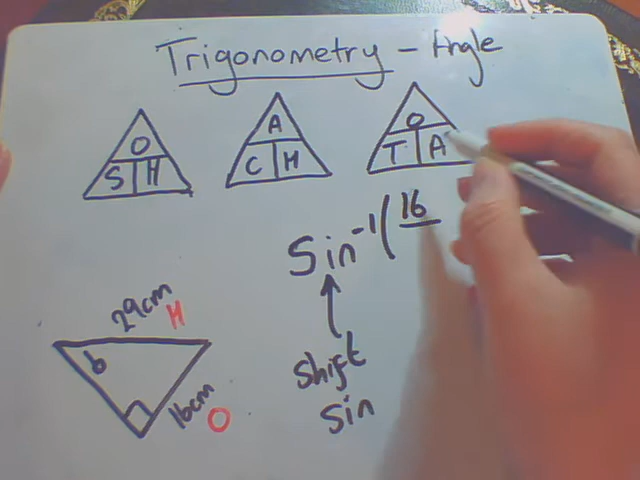 Trigonometry - Angle
O
S H
A
C H
O
T A
Sin⁻¹(16
29cm
H
b
16cm
O
Shift
Sin